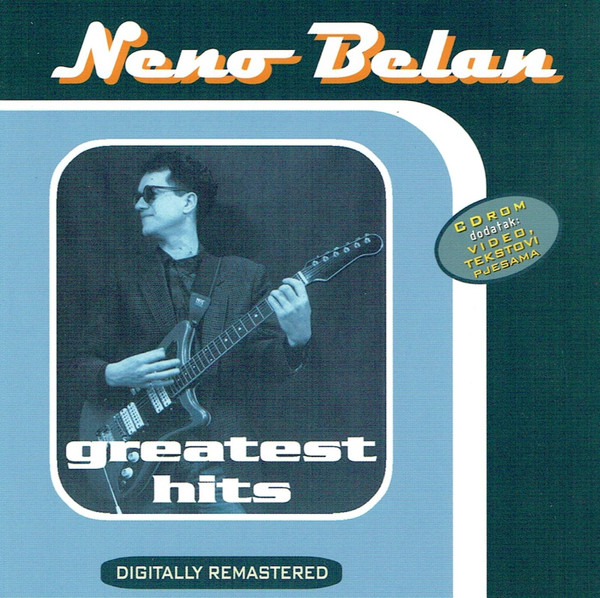 Neno Belan
CDROM
dodatak:
VIDEO,
TEKSTOVI
PJESAMA
greatest
hits
DIGITALLY REMASTERED